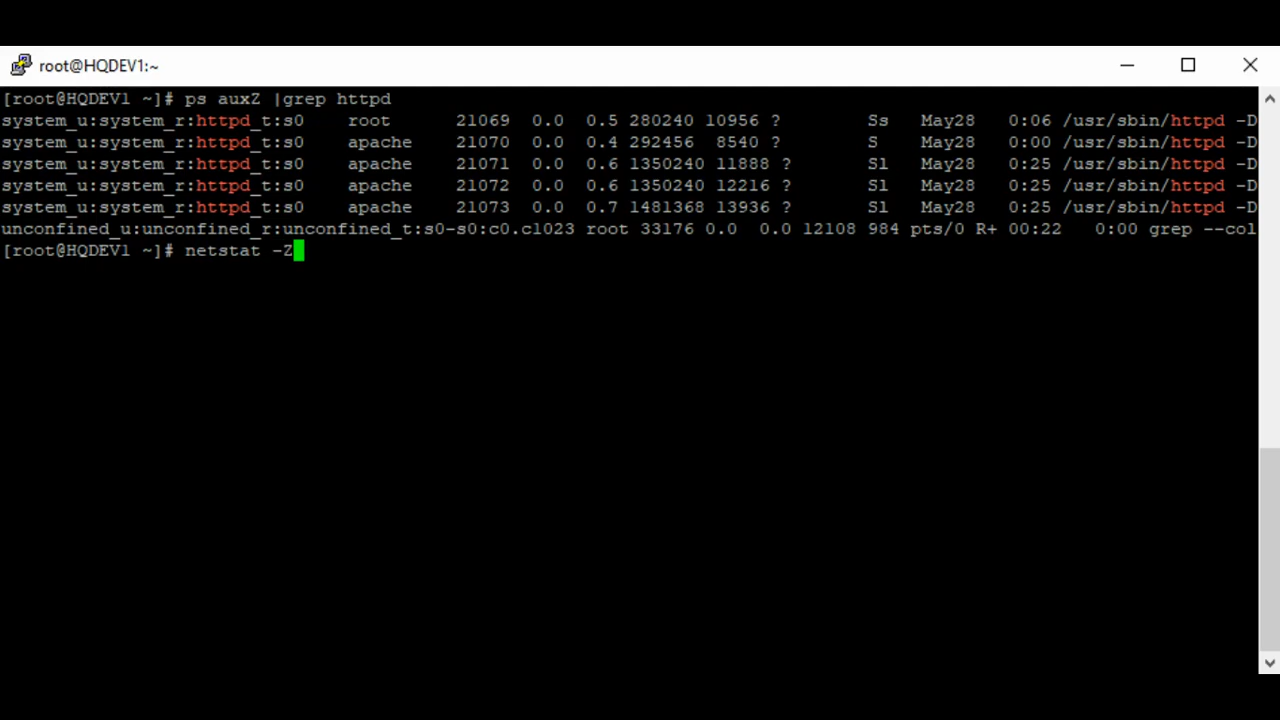 root@HQDEV1:~
[root@HQDEV1 ~]# ps auxZ |grep httpd
system_u:system_r:httpd_t:s0    root      21069  0.0  0.5 280240 10956 ?       Ss   May28   0:06 /usr/sbin/httpd -D
system_u:system_r:httpd_t:s0    apache    21070  0.0  0.4 292456  8540 ?       S    May28   0:00 /usr/sbin/httpd -D
system_u:system_r:httpd_t:s0    apache    21071  0.0  0.6 1350240 11888 ?       Sl   May28   0:25 /usr/sbin/httpd -D
system_u:system_r:httpd_t:s0    apache    21072  0.0  0.6 1350240 12216 ?       Sl   May28   0:25 /usr/sbin/httpd -D
system_u:system_r:httpd_t:s0    apache    21073  0.0  0.7 1481368 13936 ?       Sl   May28   0:25 /usr/sbin/httpd -D
unconfined_u:unconfined_r:unconfined_t:s0-s0:c0.c1023 root 33176 0.0  0.0 12108 984 pts/0 R+ 00:22   0:00 grep --col
[root@HQDEV1 ~]# netstat -Z